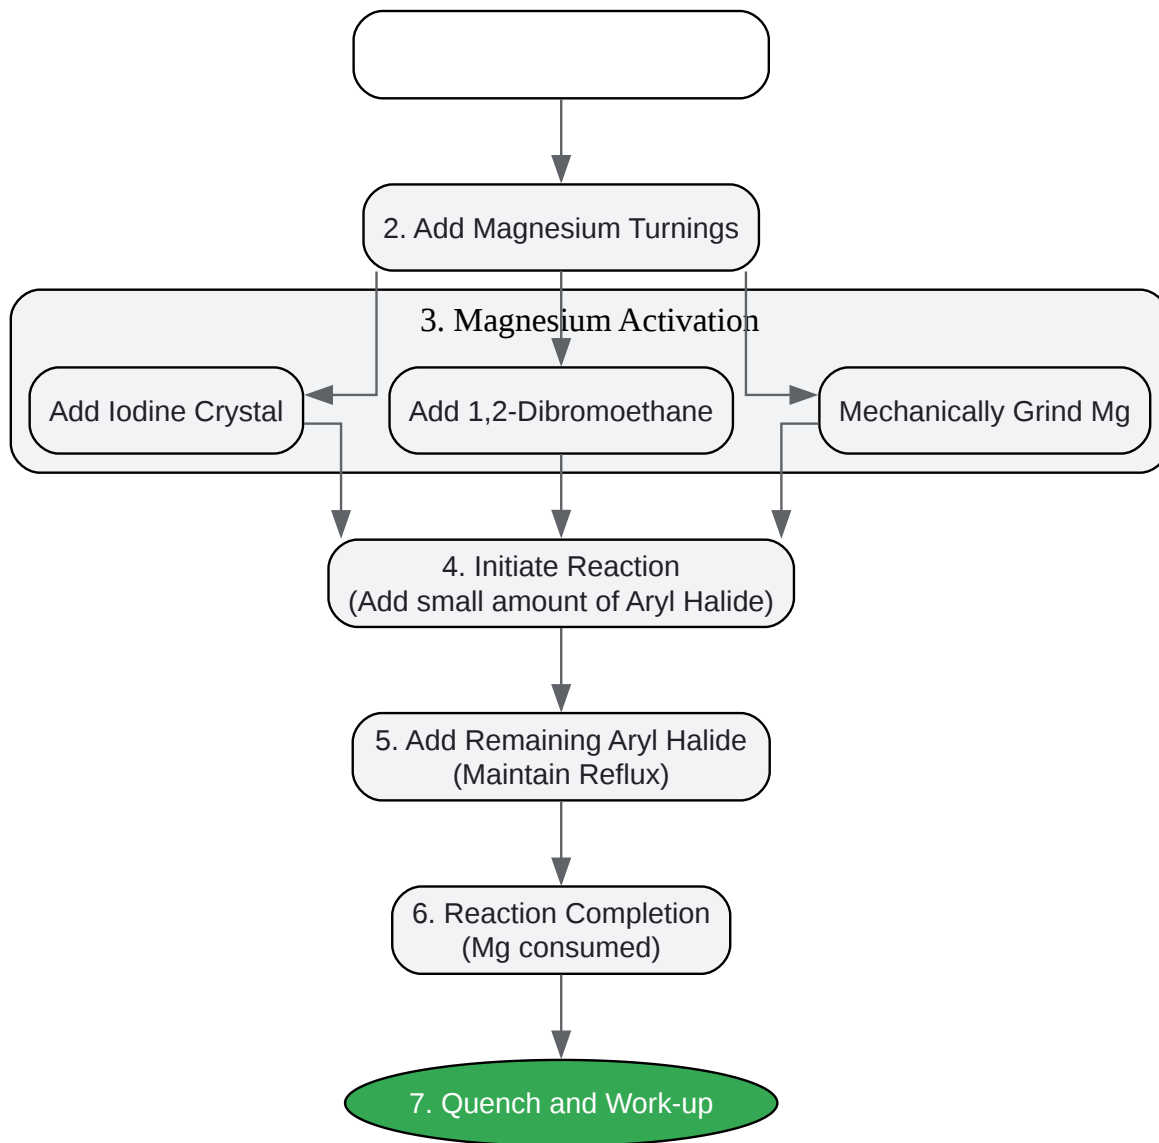 2. Add Magnesium Turnings
3. Magnesium Activation
Add Iodine Crystal
Add 1,2-Dibromoethane
Mechanically Grind Mg
4. Initiate Reaction
(Add small amount of Aryl Halide)
5. Add Remaining Aryl Halide
(Maintain Reflux)
6. Reaction Completion
(Mg consumed)
7. Quench and Work-up